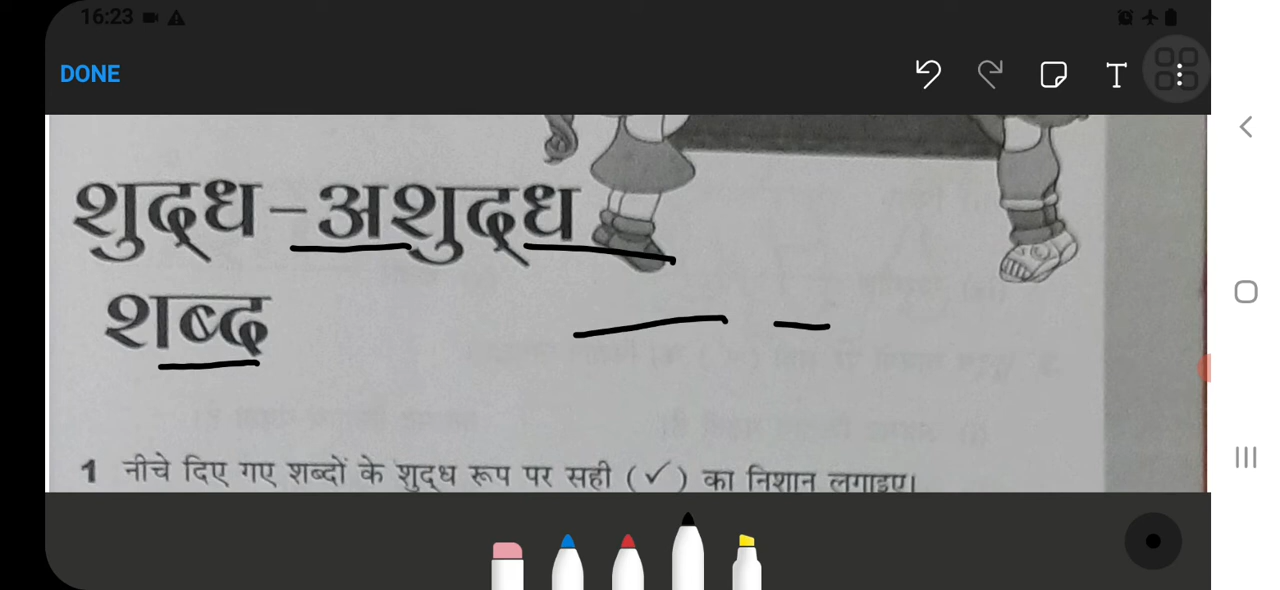 16:23
DONE
T
शुद्ध-अशुद्ध
शब्द
1 नीचे दिए गए शब्दों के शुद्ध रूप पर सही (✓) का निशान लगाइए।